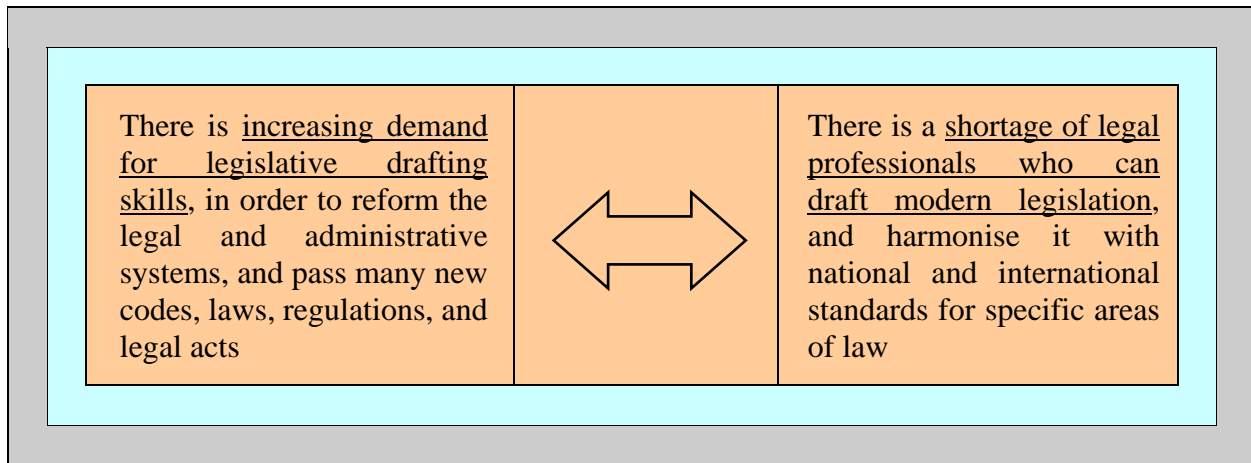 There is increasing demand
for legislative drafting
skills, in order to reform the
legal and administrative
systems, and pass many new
codes, laws, regulations, and
legal acts
There is a shortage of legal
professionals who can
draft modern legislation,
and harmonise it with
national and international
standards for specific areas
of law